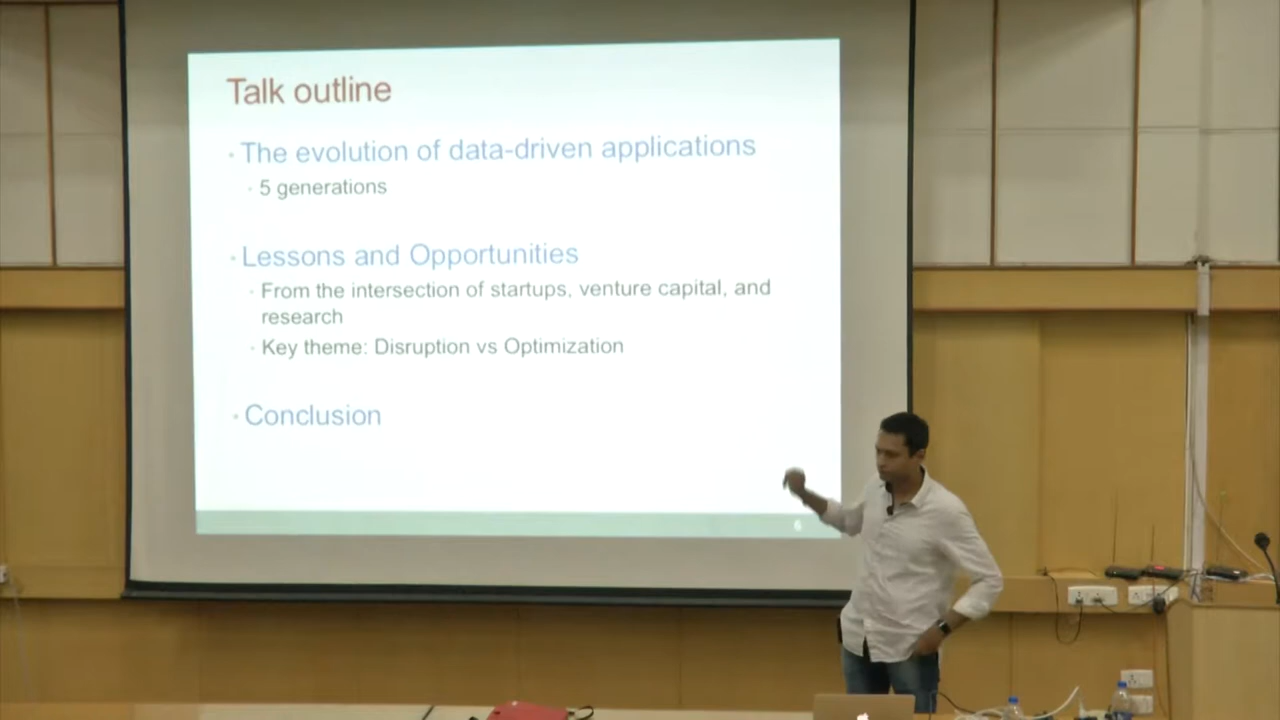 Talk outline
• The evolution of data-driven applications
• 5 generations
• Lessons and Opportunities
• From the intersection of startups, venture capital, and
research
• Key theme: Disruption vs Optimization
• Conclusion
6